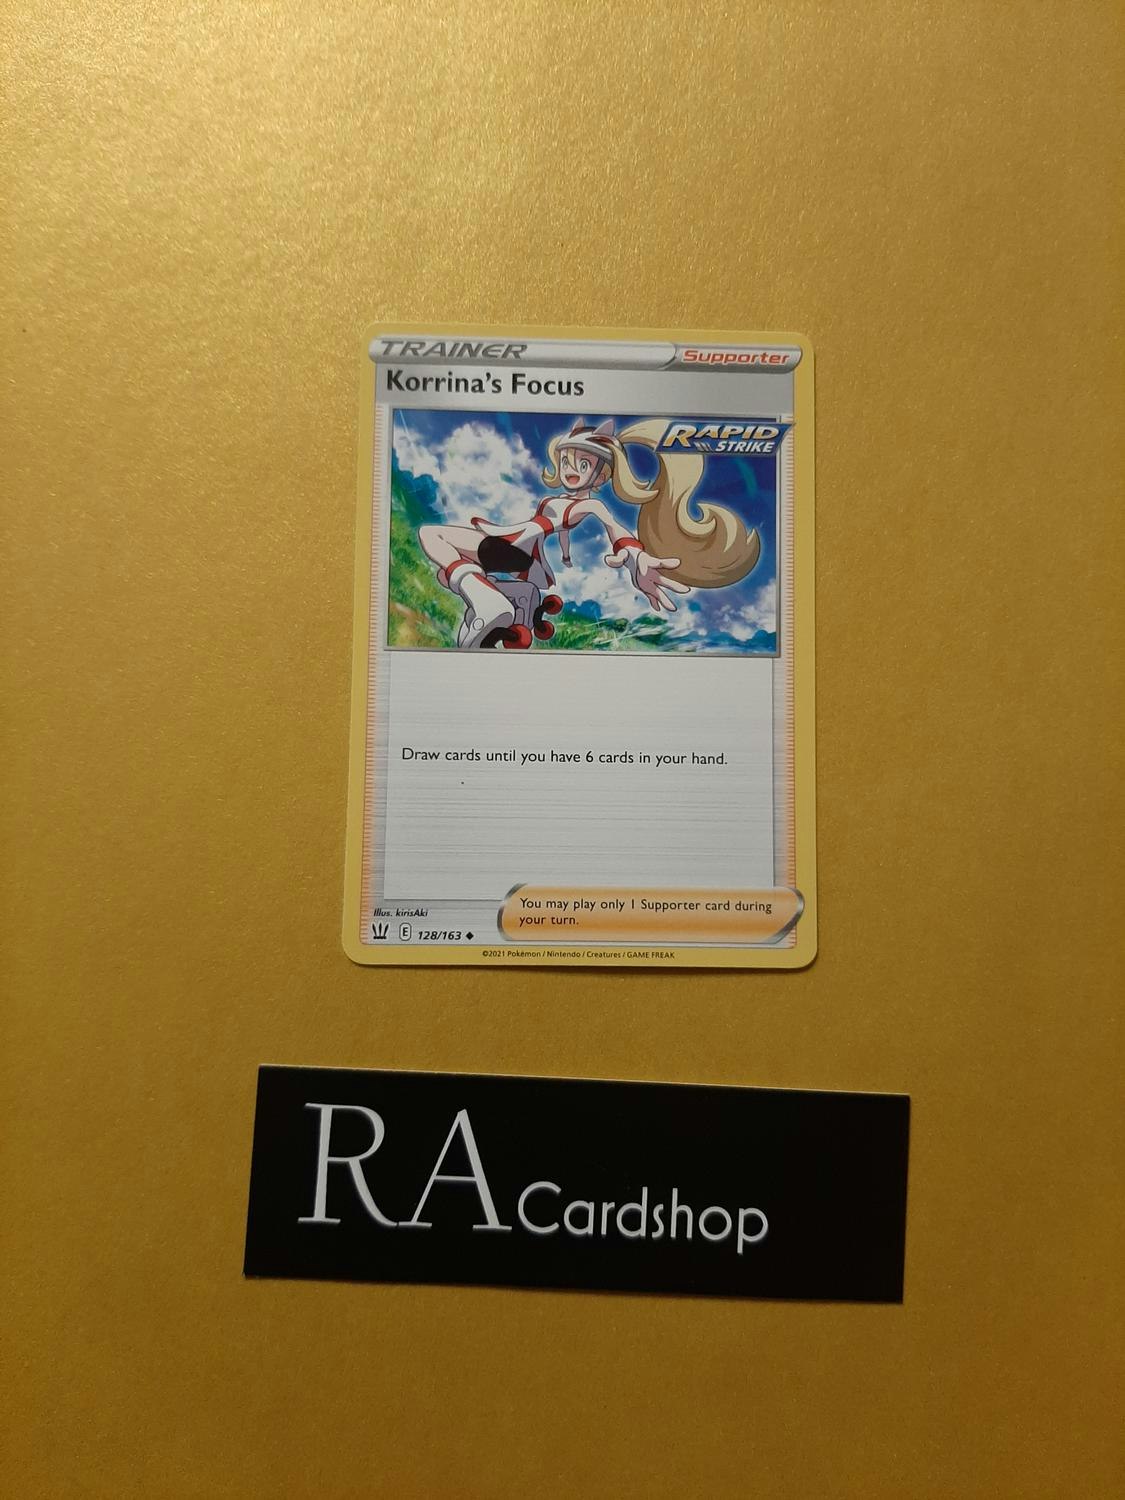 TRAINER
Supporter
Korrina's Focus
RAPID
STRIKE
Draw cards until you have 6 cards in your hand.
You may play only 1 Supporter card during
your turn.
Illus. kirisAki
E 128/163 ◆
©2021 Pokémon / Nintendo / Creatures / GAME FREAK
RA Cardshop